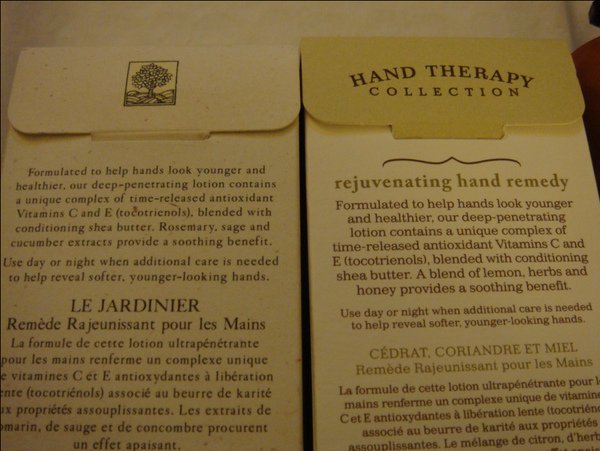 Formulated to help hands look younger and
healthier, our deep-penetrating lotion contains
a unique complex of time-released antioxidant
Vitamins C and E (tocotrienols), blended with
conditioning shea butter. Rosemary, sage and
cucumber extracts provide a soothing benefit.
Use day or night when additional care is needed
to help reveal softer, younger-looking hands.
LE JARDINIER
Remède Rajeunissant pour les Mains
La formule de cette lotion ultrapénétrante
pour les mains renferme un complexe unique
de vitamines C et E antioxydantes à libération
lente (tocotriénols) associé au beurre de karité
aux propriétés assouplissantes. Les extraits de
romarin, de sauge et de concombre procurent
un effet apaisant.
HAND THERAPY
COLLECTION
rejuvenating hand remedy
Formulated to help hands look younger
and healthier, our deep-penetrating
lotion contains a unique complex of
time-released antioxidant Vitamins C and
E (tocotrienols), blended with conditioning
shea butter. A blend of lemon, herbs and
honey provides a soothing benefit.
Use day or night when additional care is needed
to help reveal softer, younger-looking hands.
CÉDRAT, CORIANDRE ET MIEL
Remède Rajeunissant pour les Mains
La formule de cette lotion ultrapénétrante pour les
mains renferme un complexe unique de vitamines
C et E antioxydantes à libération lente (tocotriénols)
associé au beurre de karité aux propriétés
assouplissantes. Le mélange de citron, d'herbes